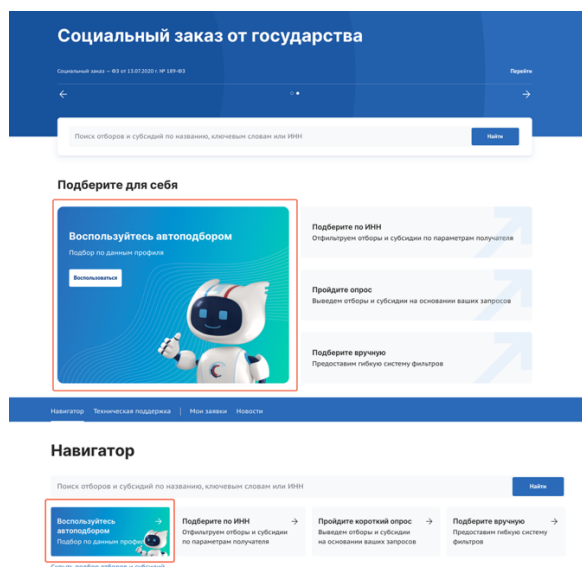 Социальный заказ от государства
Социальный заказ — ФЗ от 13.07.2020 г. № 189-ФЗ
Перейти
Поиск отборов и субсидий по названию, ключевым словам или ИНН
Найти
Подберите для себя
Воспользуйтесь автоподбором
Подбор по данным профиля
Воспользоваться
Подберите по ИНН
Отфильтруем отборы и субсидии по параметрам получателя
Пройдите опрос
Выведем отборы и субсидии на основании ваших запросов
Подберите вручную
Предоставим гибкую систему фильтров
Навигатор Техническая поддержка | Мои заявки Новости
Навигатор
Поиск отборов и субсидий по названию, ключевым словам или ИНН
Найти
Воспользуйтесь
автоподбором
Подбор по данным
Подберите по ИНН
Отфильтруем отборы и субсидии
по параметрам получателя
Пройдите короткий опрос
Выведем отборы и субсидии
на основании ваших запросов
Подберите вручную
Предоставим гибкую систему
фильтров